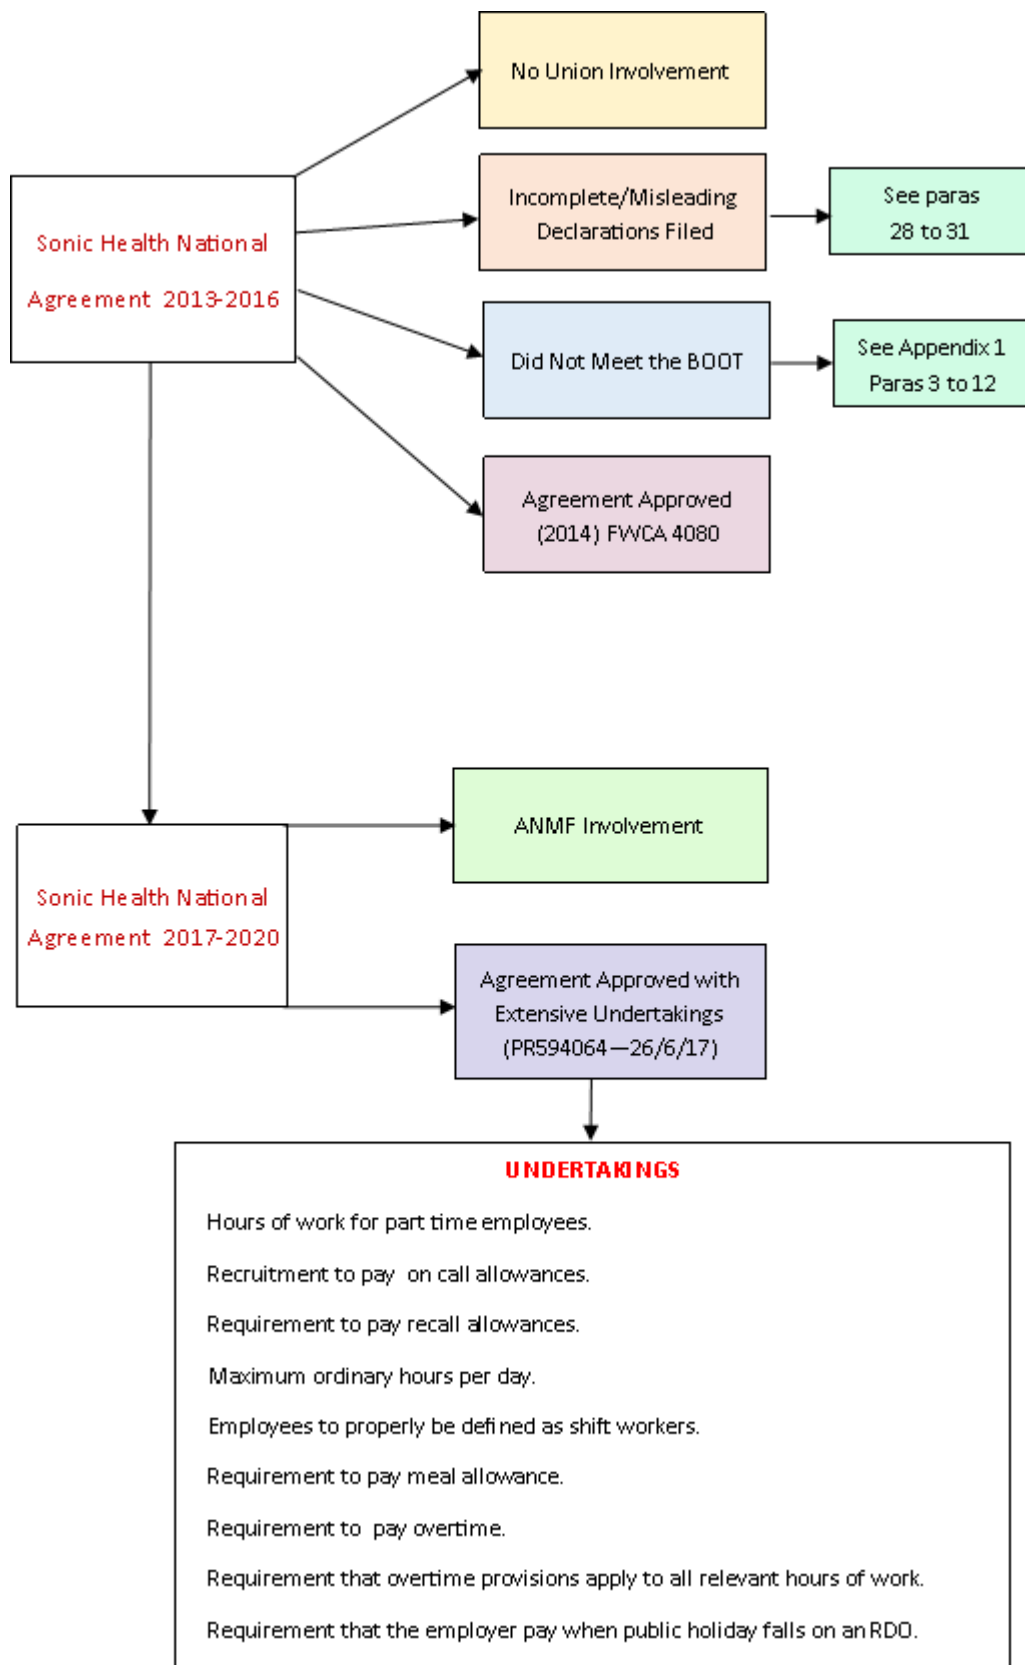 No Union Involvement
Sonic Health National
Agreement 2013-2016
Incomplete/Misleading
Declarations Filed
See paras
28 to 31
Did Not Meet the BOOT
See Appendix 1
Paras 3 to 12
Agreement Approved
(2014) FWCA 4080
Sonic Health National
Agreement 2017-2020
ANMF Involvement
Agreement Approved with
Extensive Undertakings
(PR594064—26/6/17)
UNDERTAKINGS
Hours of work for part time employees.
Recruitment to pay on call allowances.
Requirement to pay recall allowances.
Maximum ordinary hours per day.
Employees to properly be defined as shift workers.
Requirement to pay meal allowance.
Requirement to pay overtime.
Requirement that overtime provisions apply to all relevant hours of work.
Requirement that the employer pay when public holiday falls on an RDO.